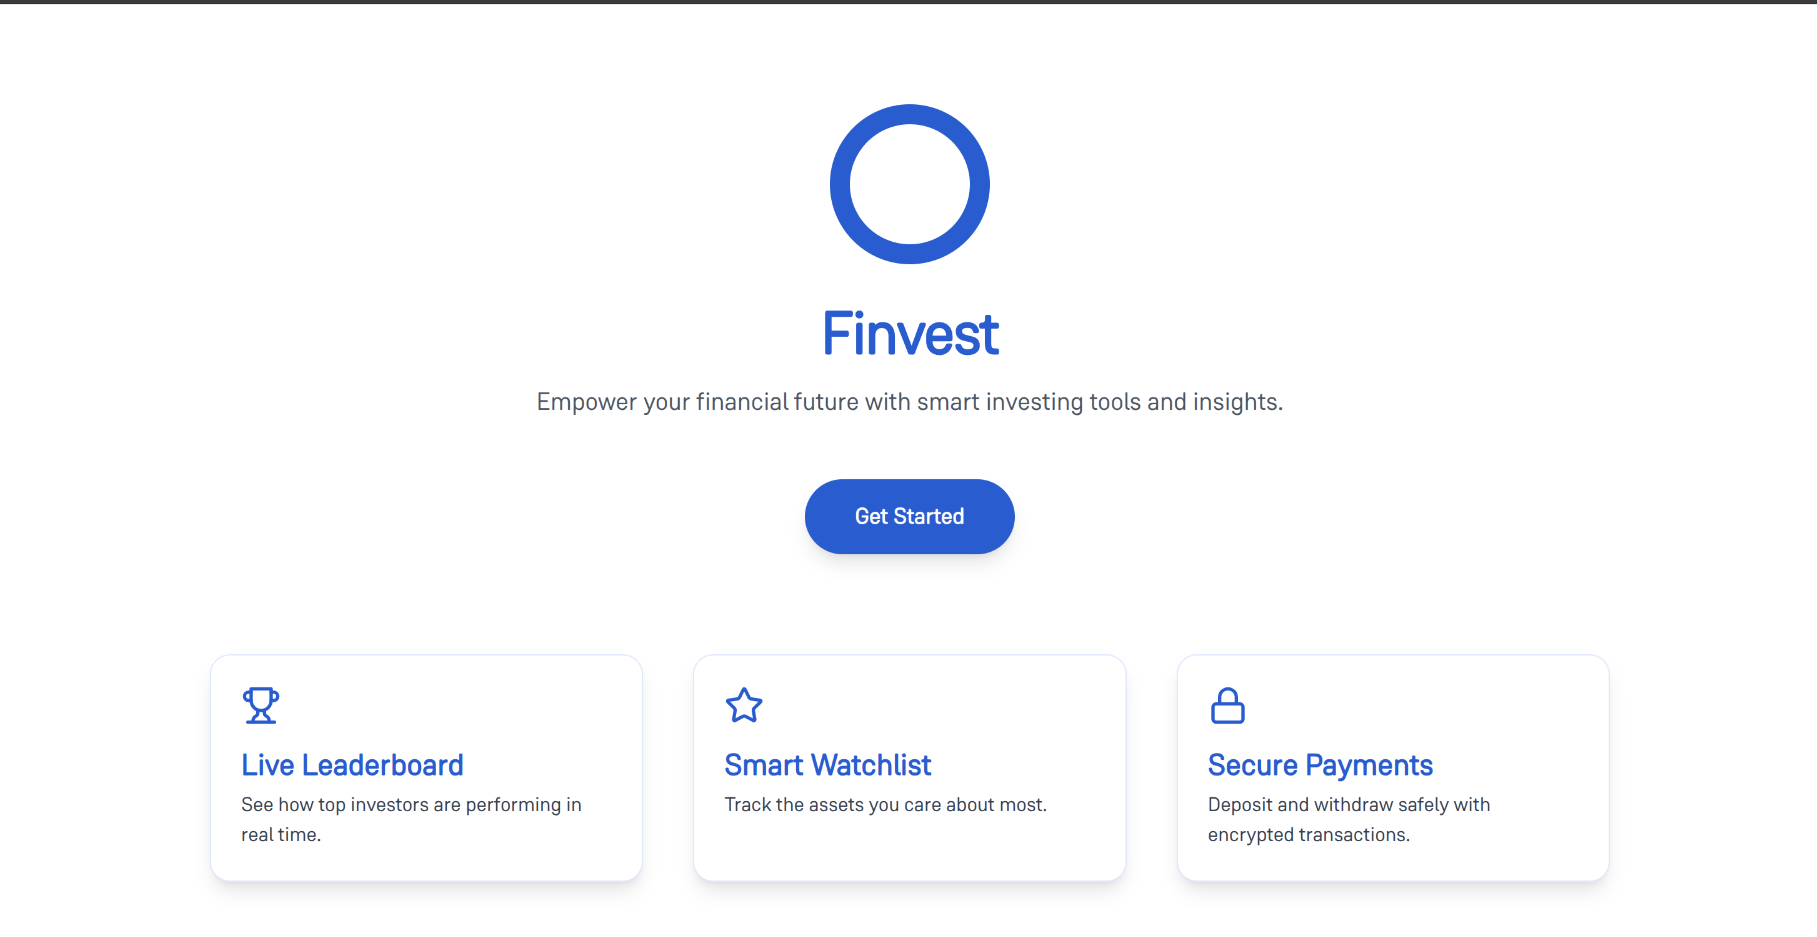 Finvest
Empower your financial future with smart investing tools and insights.
Get Started
Live Leaderboard
See how top investors are performing in
real time.
Smart Watchlist
Track the assets you care about most.
Secure Payments
Deposit and withdraw safely with
encrypted transactions.